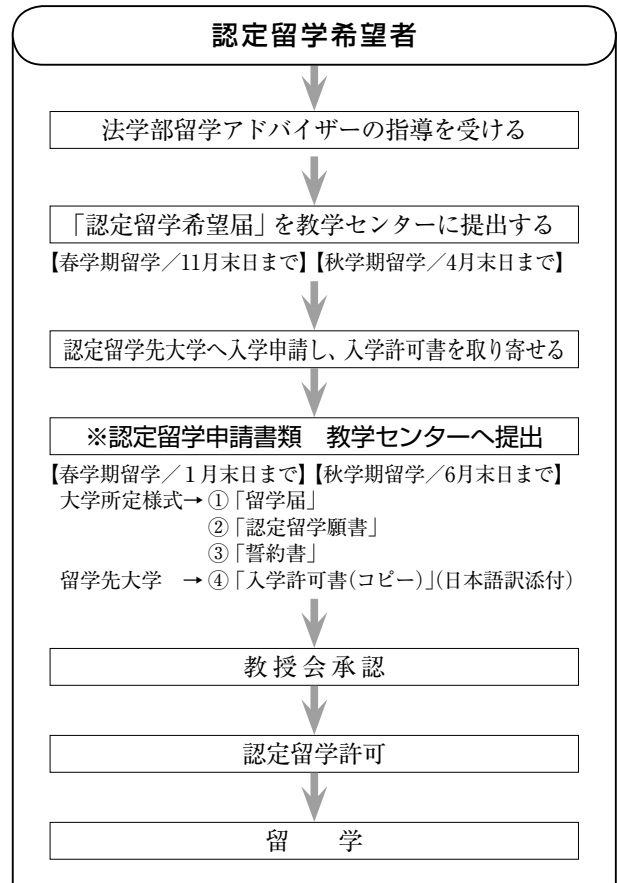 認定留学希望者
法学部留学アドバイザーの指導を受ける
「認定留学希望届」を教学センターに提出する
【春学期留学／11月末日まで】【秋学期留学／4月末日まで】
認定留学先大学へ入学申請し、入学許可書を取り寄せる
※認定留学申請書類　教学センターへ提出
【春学期留学／１月末日まで】【秋学期留学／6月末日まで】
大学所定様式→①「留学届」
②「認定留学願書」
③「誓約書」
留学先大学　→④「入学許可書(コピー)」(日本語訳添付)
教授会承認
認定留学許可
留　学